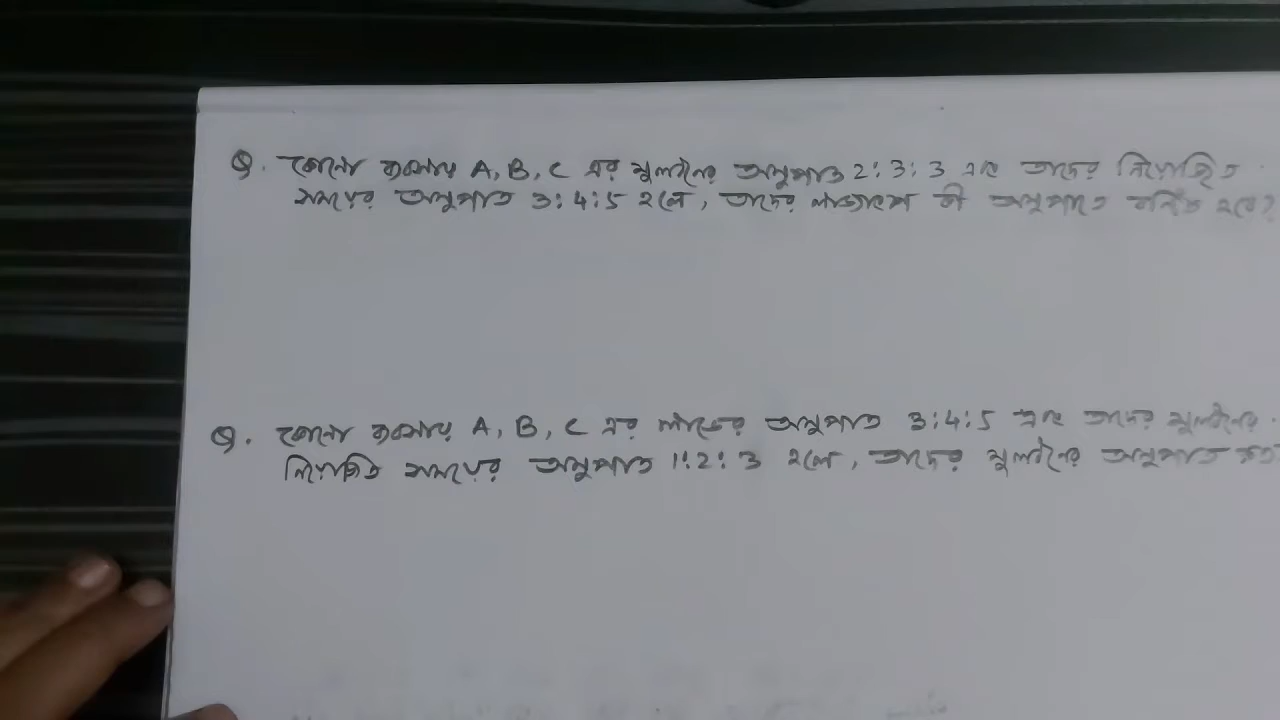 Q. কোনো ব্যবসায় A, B, C এর মূলধনের অনুপাত 2:3:3 এবং তাদের নিয়োজিত
সময়ের অনুপাত 3:4:5 হলে, তাদের লভ্যাংশ কী অনুপাতে বণ্টিত হবে?
Q. কোনো ব্যবসায় A, B, C এর লাভের অনুপাত 3:4:5 এবং তাদের মূলধনের
নিয়োজিত সময়ের অনুপাত 1:2:3 হলে, তাদের মূলধনের অনুপাত কত